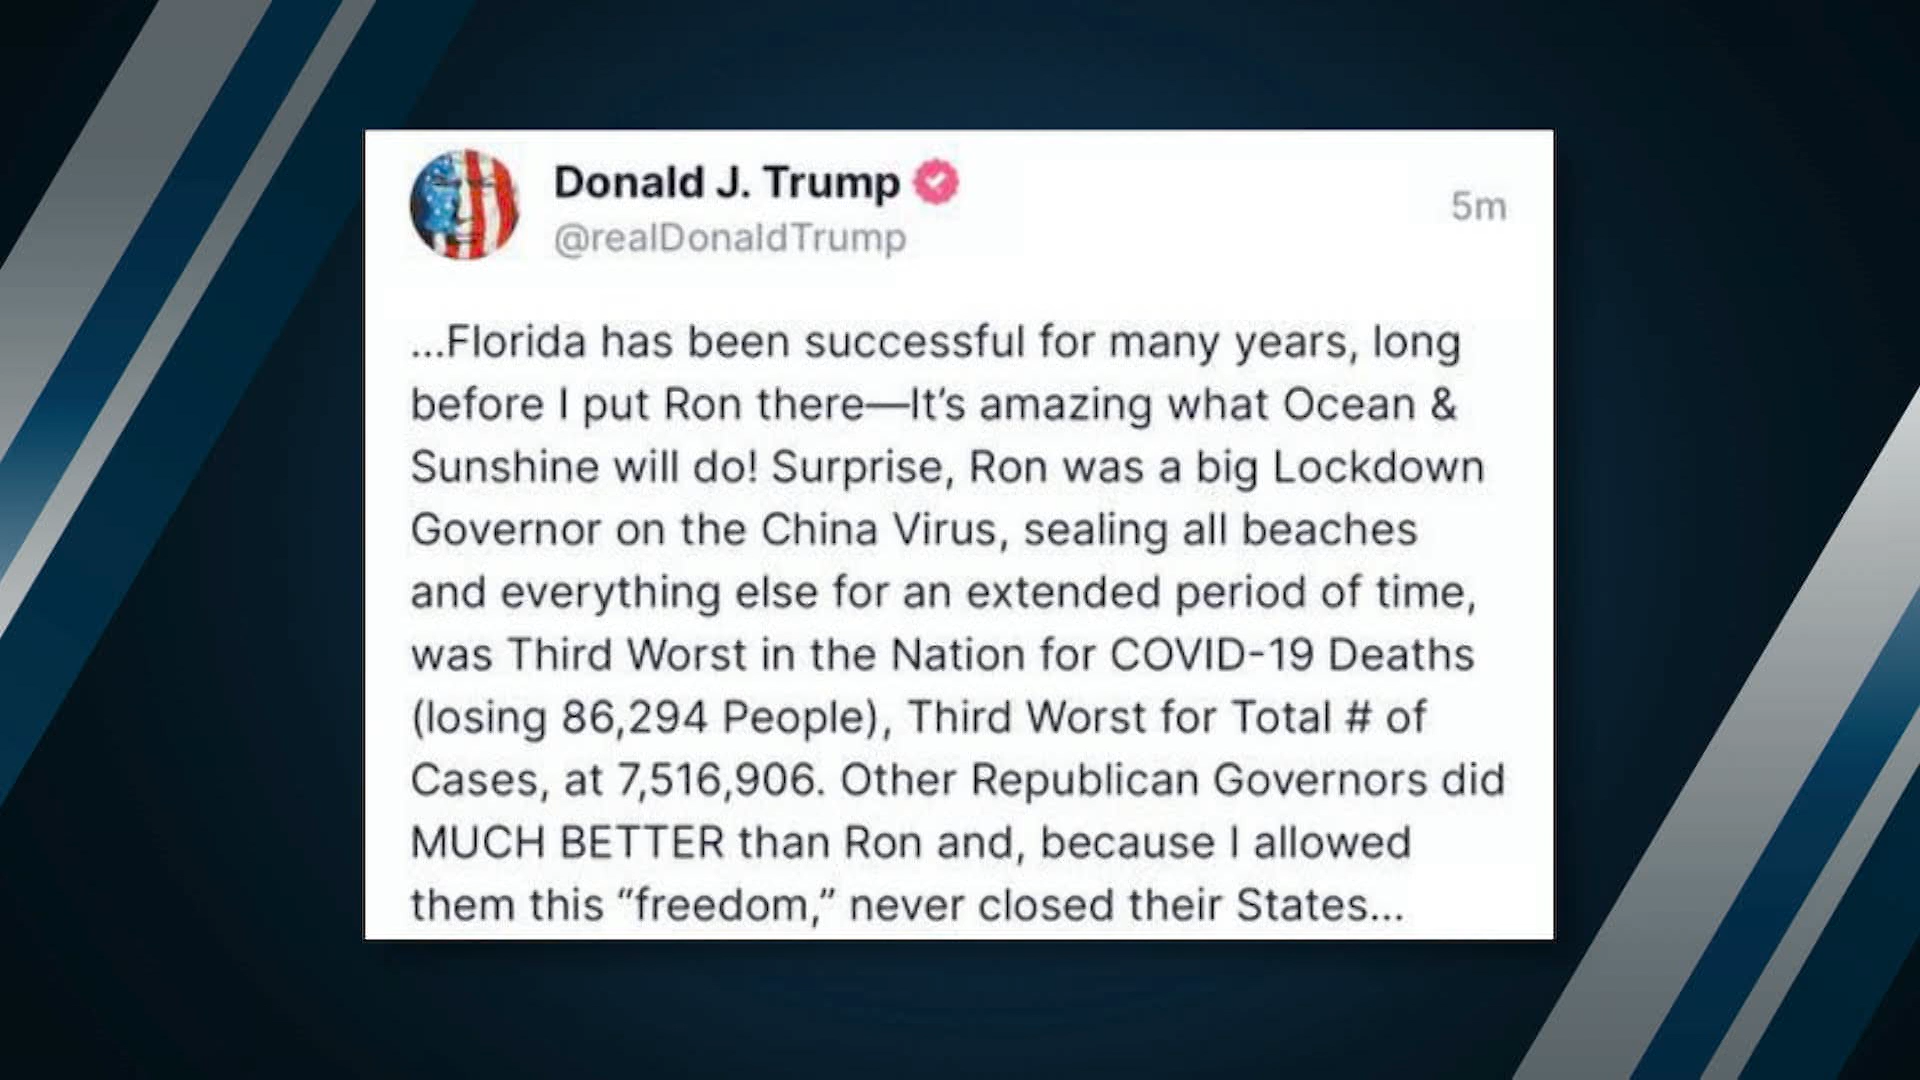 Donald J. Trump
@realDonaldTrump
5m
...Florida has been successful for many years, long
before I put Ron there—It's amazing what Ocean &
Sunshine will do! Surprise, Ron was a big Lockdown
Governor on the China Virus, sealing all beaches
and everything else for an extended period of time,
was Third Worst in the Nation for COVID-19 Deaths
(losing 86,294 People), Third Worst for Total # of
Cases, at 7,516,906. Other Republican Governors did
MUCH BETTER than Ron and, because I allowed
them this “freedom,” never closed their States...